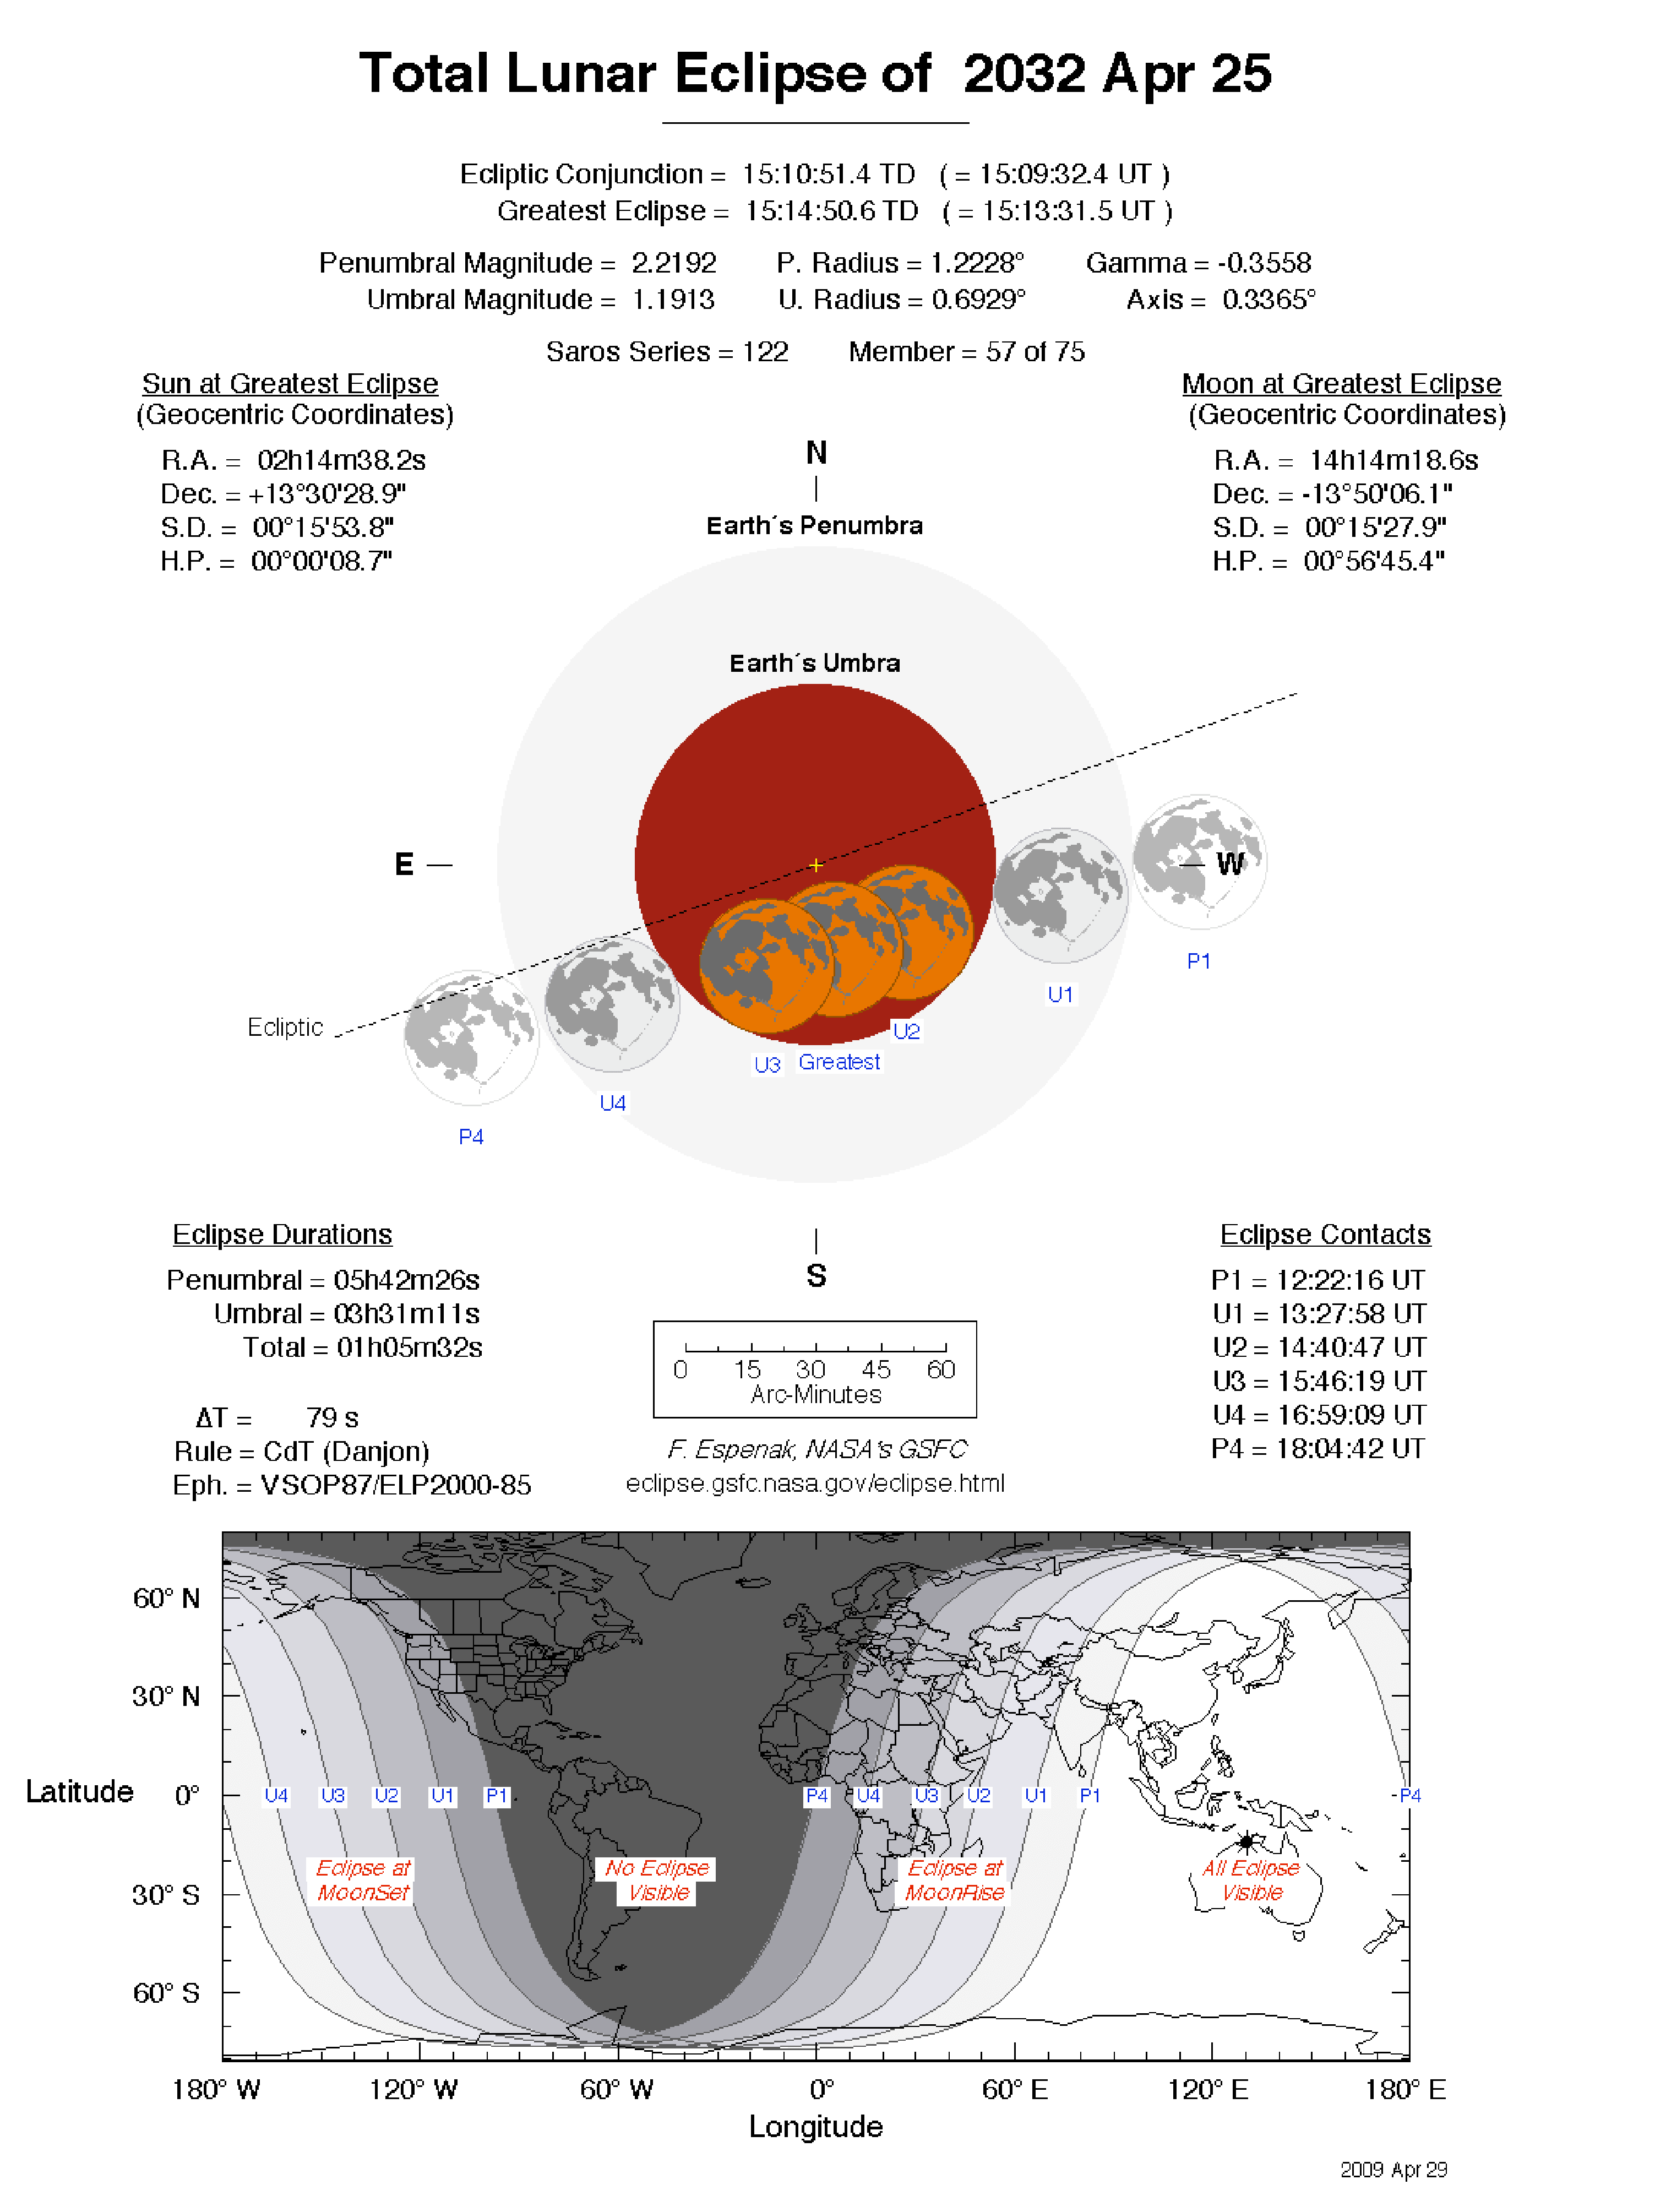 Total Lunar Eclipse of 2032 Apr 25
Ecliptic Conjunction = 15:10:51.4 TD ( = 15:09:32.4 UT )
Greatest Eclipse = 15:14:50.6 TD ( = 15:13:31.5 UT )
Penumbral Magnitude = 2.2192 P. Radius = 1.2228° Gamma = -0.3558
Umbral Magnitude = 1.1913 U. Radius = 0.6929° Axis = 0.3365°
Saros Series = 122 Member = 57 of 75
Sun at Greatest Eclipse
(Geocentric Coordinates)
R.A. = 02h14m38.2s
Dec. = +13°30'28.9"
S.D. = 00°15'53.8"
H.P. = 00°00'08.7"
Moon at Greatest Eclipse
(Geocentric Coordinates)
R.A. = 14h14m18.6s
Dec. = -13°50'06.1"
S.D. = 00°15'27.9"
H.P. = 00°56'45.4"
N
Earth´s Penumbra
Earth´s Umbra
E
W
P1
U1
Ecliptic
U2
U3 Greatest
U4
P4
S
Eclipse Durations
Penumbral = 05h42m26s
Umbral = 03h31m11s
Total = 01h05m32s
ΔT = 79 s
Rule = CdT (Danjon)
Eph. = VSOP87/ELP2000-85
0 15 30 45 60
Arc-Minutes
F. Espenak, NASA's GSFC
eclipse.gsfc.nasa.gov/eclipse.html
Eclipse Contacts
P1 = 12:22:16 UT
U1 = 13:27:58 UT
U2 = 14:40:47 UT
U3 = 15:46:19 UT
U4 = 16:59:09 UT
P4 = 18:04:42 UT
60° N
30° N
Latitude 0°
30° S
60° S
U4 U3 U2 U1 P1 P4 U4 U3 U2 U1 P1 P4
Eclipse at
MoonSet
No Eclipse
Visible
Eclipse at
MoonRise
All Eclipse
Visible
180° W 120° W 60° W 0° 60° E 120° E 180° E
Longitude
2009 Apr 29